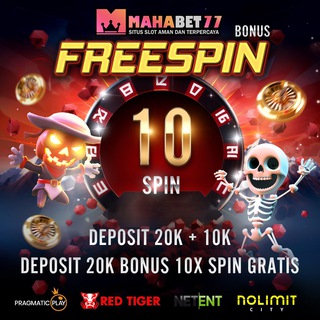 MAHABET77
SITUS SLOT AMAN DAN TERPERCAYA
BONUS
FREESPIN
10
SPIN
DEPOSIT 20K + 10K
DEPOSIT 20K BONUS 10X SPIN GRATIS
PRAGMATIC PLAY
RED TIGER
NETENT
NOLIMIT
CITY